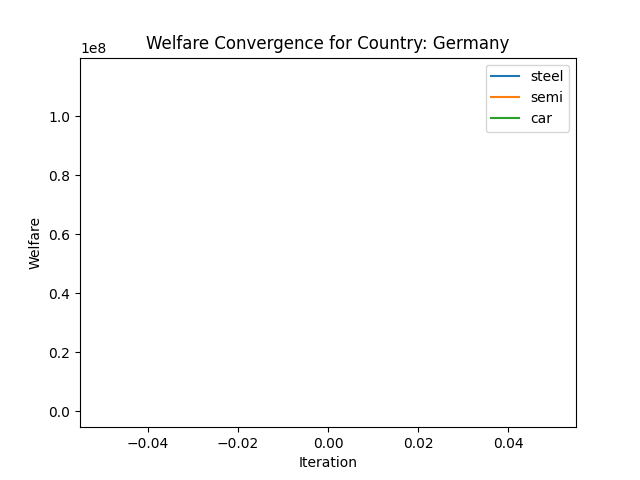 Welfare Convergence for Country: Germany
1e8
steel
semi
car
1.0
0.8
0.6
0.4
0.2
0.0
Welfare
−0.04 −0.02 0.00 0.02 0.04
Iteration